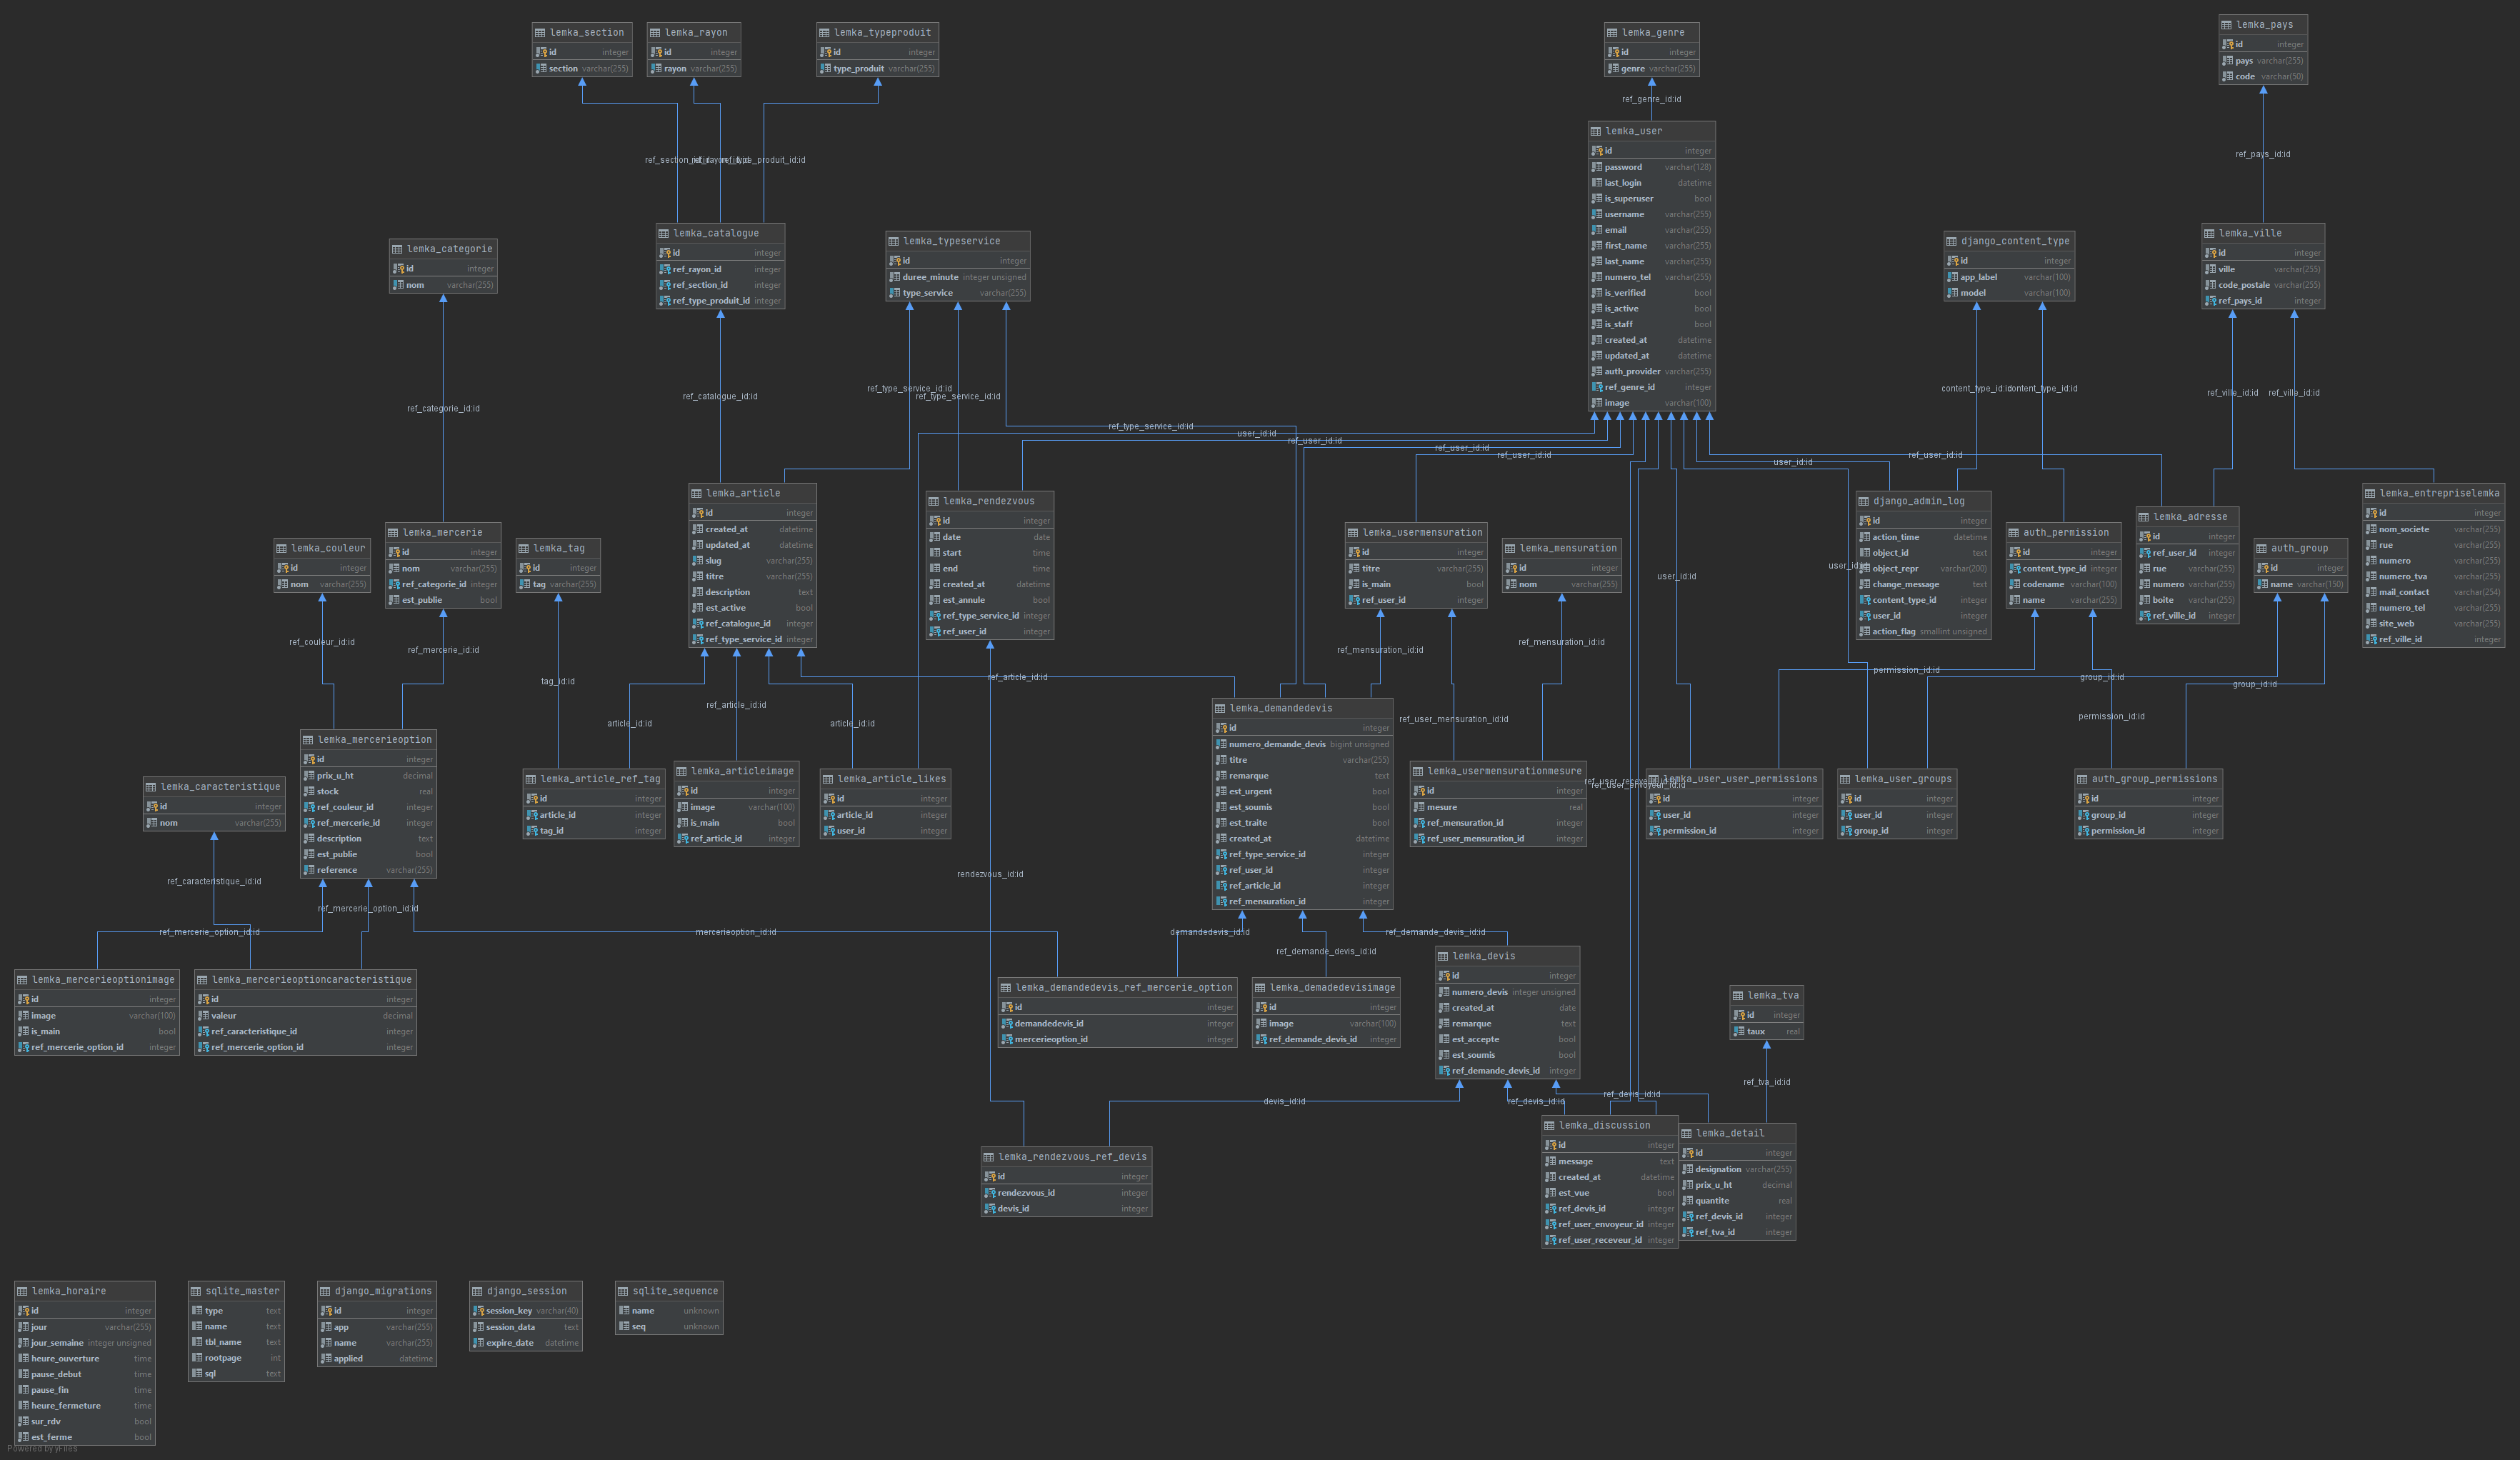 lemka_section
id integer
section varchar(255)
lemka_rayon
id integer
rayon varchar(255)
lemka_typeproduit
id integer
type_produit varchar(255)
lemka_genre
id integer
genre varchar(255)
lemka_pays
id integer
pays varchar(255)
code varchar(50)
ref_genre_id:id
ref_pays_id:id
lemka_user
id integer
password varchar(128)
last_login datetime
is_superuser bool
username varchar(255)
email varchar(255)
first_name varchar(255)
last_name varchar(255)
numero_tel varchar(255)
is_verified bool
is_active bool
is_staff bool
created_at datetime
updated_at datetime
auth_provider varchar(255)
ref_genre_id integer
image varchar(100)
lemka_categorie
id integer
nom varchar(255)
lemka_catalogue
id integer
ref_rayon_id integer
ref_section_id integer
ref_type_produit_id integer
lemka_typeservice
id integer
duree_minute integer unsigned
type_service varchar(255)
django_content_type
id integer
app_label varchar(100)
model varchar(100)
lemka_ville
id integer
ville varchar(255)
code_postale varchar(255)
ref_pays_id integer
ref_categorie_id:id
ref_catalogue_id:id
ref_type_service_id:id
ref_type_service_id:id
ref_type_service_id:id
user_id:id
ref_user_id:id
ref_user_id:id
ref_user_id:id
user_id:id
ref_user_id:id
content_type_id:id
content_type_id:id
ref_ville_id:id
ref_ville_id:id
lemka_couleur
id integer
nom varchar(255)
lemka_mercerie
id integer
nom varchar(255)
ref_categorie_id integer
est_publie bool
lemka_tag
id integer
tag varchar(255)
lemka_article
id integer
created_at datetime
updated_at datetime
slug varchar(255)
titre varchar(255)
description text
est_active bool
ref_catalogue_id integer
ref_type_service_id integer
lemka_rendezvous
id integer
date date
start time
end time
created_at datetime
est_annule bool
ref_type_service_id integer
ref_user_id integer
lemka_usermensuration
id integer
titre varchar(255)
is_main bool
ref_user_id integer
lemka_mensuration
id integer
nom varchar(255)
django_admin_log
id integer
action_time datetime
object_id text
object_repr varchar(200)
change_message text
content_type_id integer
user_id integer
action_flag smallint unsigned
auth_permission
id integer
content_type_id integer
codename varchar(100)
name varchar(255)
lemka_adresse
id integer
ref_user_id integer
rue varchar(255)
numero varchar(255)
boite varchar(255)
ref_ville_id integer
auth_group
id integer
name varchar(150)
lemka_entrepriselemka
id integer
nom_societe varchar(255)
rue varchar(255)
numero varchar(255)
numero_tva varchar(255)
mail_contact varchar(254)
numero_tel varchar(255)
site_web varchar(255)
ref_ville_id integer
user_id:id
ref_couleur_id:id
ref_mercerie_id:id
tag_id:id
article_id:id
ref_article_id:id
article_id:id
ref_article_id:id
ref_mensuration_id:id
ref_mensuration_id:id
ref_user_mensuration_id:id
permission_id:id
group_id:id
group_id:id
permission_id:id
lemka_mercerieoption
id integer
prix_u_ht decimal
stock real
ref_couleur_id integer
ref_mercerie_id integer
description text
est_publie bool
reference varchar(255)
lemka_caracteristique
id integer
nom varchar(255)
lemka_article_ref_tag
id integer
article_id integer
tag_id integer
lemka_articleimage
id integer
image varchar(100)
is_main bool
ref_article_id integer
lemka_article_likes
id integer
article_id integer
user_id integer
lemka_demandedevis
id integer
numero_demande_devis bigint unsigned
titre varchar(255)
remarque text
est_urgent bool
est_soumis bool
est_traite bool
created_at datetime
ref_type_service_id integer
ref_user_id integer
ref_article_id integer
ref_mensuration_id integer
lemka_usermensurationmesure
id integer
mesure real
ref_mensuration_id integer
ref_user_mensuration_id integer
ref_user_envoyeur_id:id
lemka_user_user_permissions
id integer
user_id integer
permission_id integer
lemka_user_groups
id integer
user_id integer
group_id integer
auth_group_permissions
id integer
group_id integer
permission_id integer
ref_caracteristique_id:id
rendezvous_id:id
ref_mercerie_option_id:id
ref_mercerie_option_id:id
mercerieoption_id:id
demandedevis_id:id
ref_demande_devis_id:id
ref_demande_devis_id:id
lemka_mercerieoptionimage
id integer
image varchar(100)
is_main bool
ref_mercerie_option_id integer
lemka_mercerieoptioncaracteristique
id integer
valeur decimal
ref_caracteristique_id integer
ref_mercerie_option_id integer
lemka_demandedevis_ref_mercerie_option
id integer
demandedevis_id integer
mercerieoption_id integer
lemka_demadedevisimage
id integer
image varchar(100)
ref_demande_devis_id integer
lemka_devis
id integer
numero_devis integer unsigned
created_at date
remarque text
est_accepte bool
est_soumis bool
ref_demande_devis_id integer
lemka_tva
id integer
taux real
ref_tva_id:id
devis_id:id
ref_devis_id:id
ref_devis_id:id
lemka_rendezvous_ref_devis
id integer
rendezvous_id integer
devis_id integer
lemka_discussion
id integer
message text
created_at datetime
est_vue bool
ref_devis_id integer
ref_user_envoyeur_id integer
ref_user_receveur_id integer
lemka_detail
id integer
designation varchar(255)
prix_u_ht decimal
quantite real
ref_devis_id integer
ref_tva_id integer
lemka_horaire
id integer
jour varchar(255)
jour_semaine integer unsigned
heure_ouverture time
pause_debut time
pause_fin time
heure_fermeture time
sur_rdv bool
est_ferme bool
sqlite_master
type text
name text
tbl_name text
rootpage int
sql text
django_migrations
id integer
app varchar(255)
name varchar(255)
applied datetime
django_session
session_key varchar(40)
session_data text
expire_date datetime
sqlite_sequence
name unknown
seq unknown
Powered by yFiles